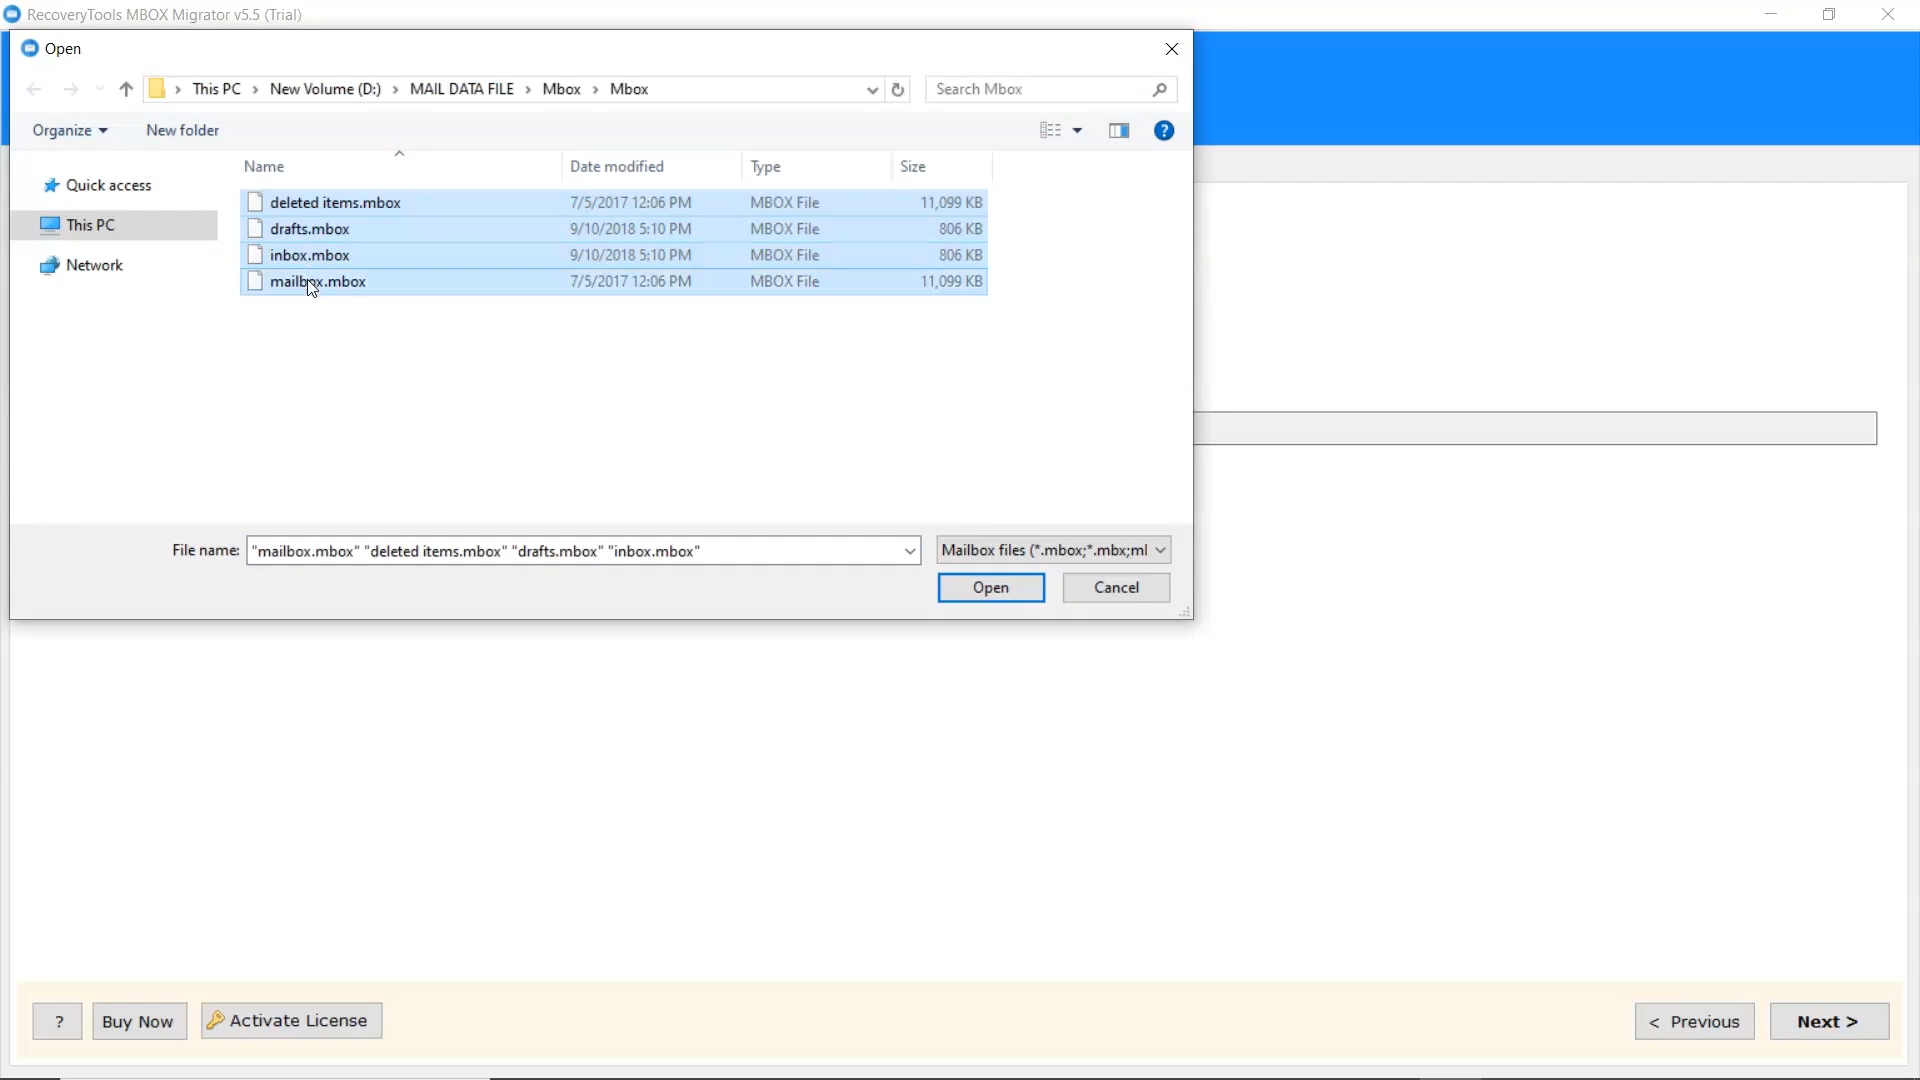 RecoveryTools MBOX Migrator v5.5 (Trial)
Open
This PC > New Volume (D:) > MAIL DATA FILE > Mbox > Mbox
Search Mbox
Organize
New folder
?
Name Date modified Type Size
Quick access
This PC
Network
deleted items.mbox 7/5/2017 12:06 PM MBOX File 11,099 KB
drafts.mbox 9/10/2018 5:10 PM MBOX File 806 KB
inbox.mbox 9/10/2018 5:10 PM MBOX File 806 KB
mailbox.mbox 7/5/2017 12:06 PM MBOX File 11,099 KB
File name: "mailbox.mbox" "deleted items.mbox" "drafts.mbox" "inbox.mbox"
Mailbox files (*.mbox;*.mbx;ml
Open Cancel
? Buy Now Activate License < Previous Next >